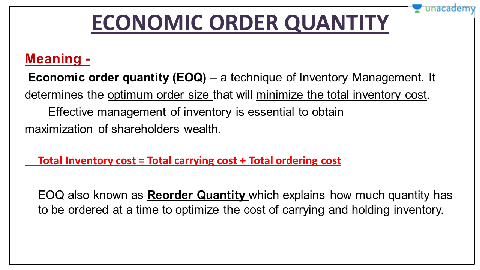 unacademy
ECONOMIC ORDER QUANTITY
Meaning -
Economic order quantity (EOQ) – a technique of Inventory Management. It
determines the optimum order size that will minimize the total inventory cost.
Effective management of inventory is essential to obtain
maximization of shareholders wealth.
Total Inventory cost = Total carrying cost + Total ordering cost
EOQ also known as Reorder Quantity which explains how much quantity has
to be ordered at a time to optimize the cost of carrying and holding inventory.